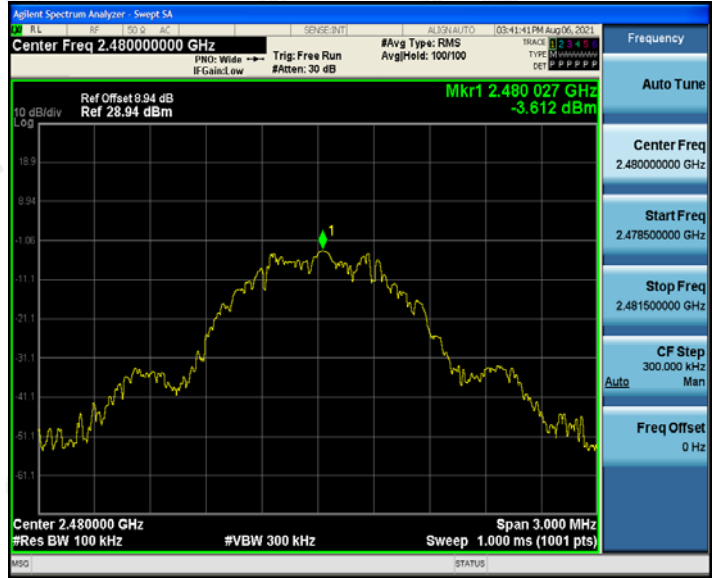 Agilent Spectrum Analyzer - Swept SA
RL RF 50 Ω AC SENSE:INT ALIGN AUTO 03:41:41 PM Aug 06, 2021
Center Freq 2.480000000 GHz
PNO: Wide
IFGain:Low
Trig: Free Run
#Atten: 30 dB
#Avg Type: RMS
Avg|Hold: 100/100
TRACE 1 2 3 4 5 6
TYPE M W W W W W
DET P P P P P P
Ref Offset 8.94 dB
10 dB/div Ref 28.94 dBm
Log
Mkr1 2.480 027 GHz
-3.612 dBm
18.9
8.94
-1.06
-11.1
-21.1
-31.1
-41.1
-51.1
-61.1
1
Center 2.480000 GHz
Span 3.000 MHz
#Res BW 100 kHz
#VBW 300 kHz
Sweep 1.000 ms (1001 pts)
MSG
STATUS
Frequency
Auto Tune
Center Freq
2.480000000 GHz
Start Freq
2.478500000 GHz
Stop Freq
2.481500000 GHz
CF Step
300.000 kHz
Auto Man
Freq Offset
0 Hz